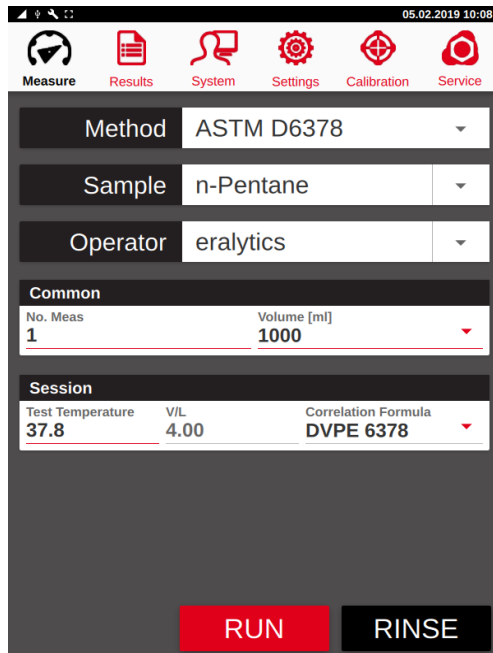 05.02.2019 10:08
Measure Results System Settings Calibration Service
Method ASTM D6378
Sample n-Pentane
Operator eralytics
Common
No. Meas Volume [ml]
1 1000
Session
Test Temperature V/L Correlation Formula
37.8 4.00 DVPE 6378
RUN RINSE